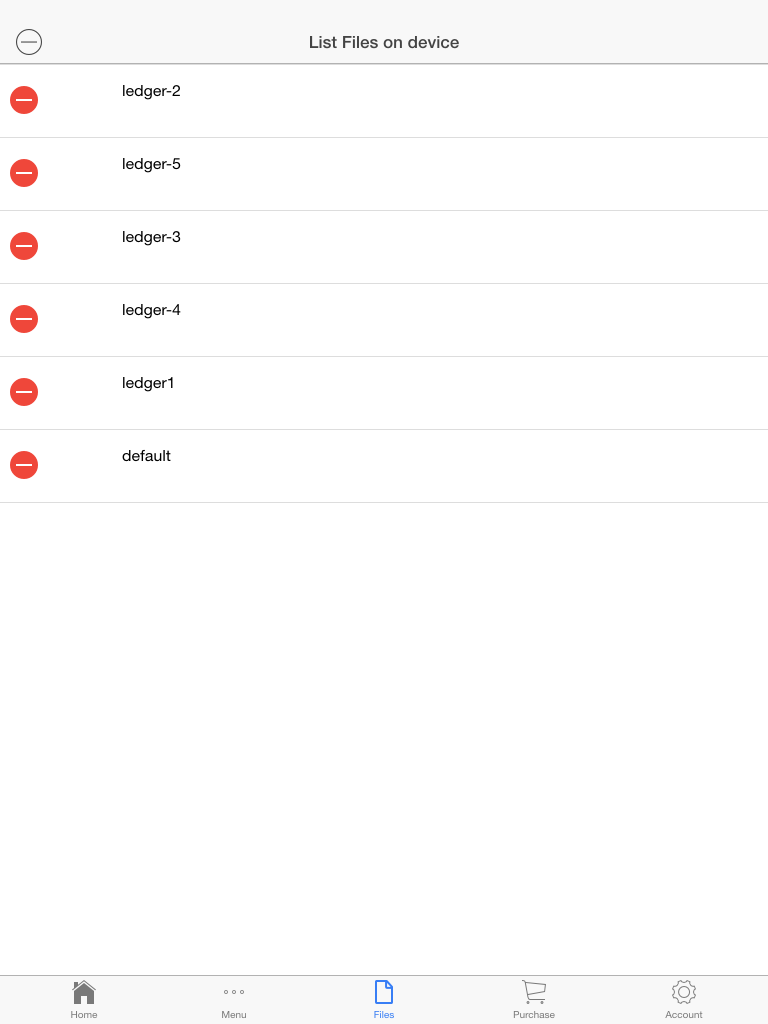 List Files on device
ledger-2
ledger-5
ledger-3
ledger-4
ledger1
default
Home
Menu
Files
Purchase
Account